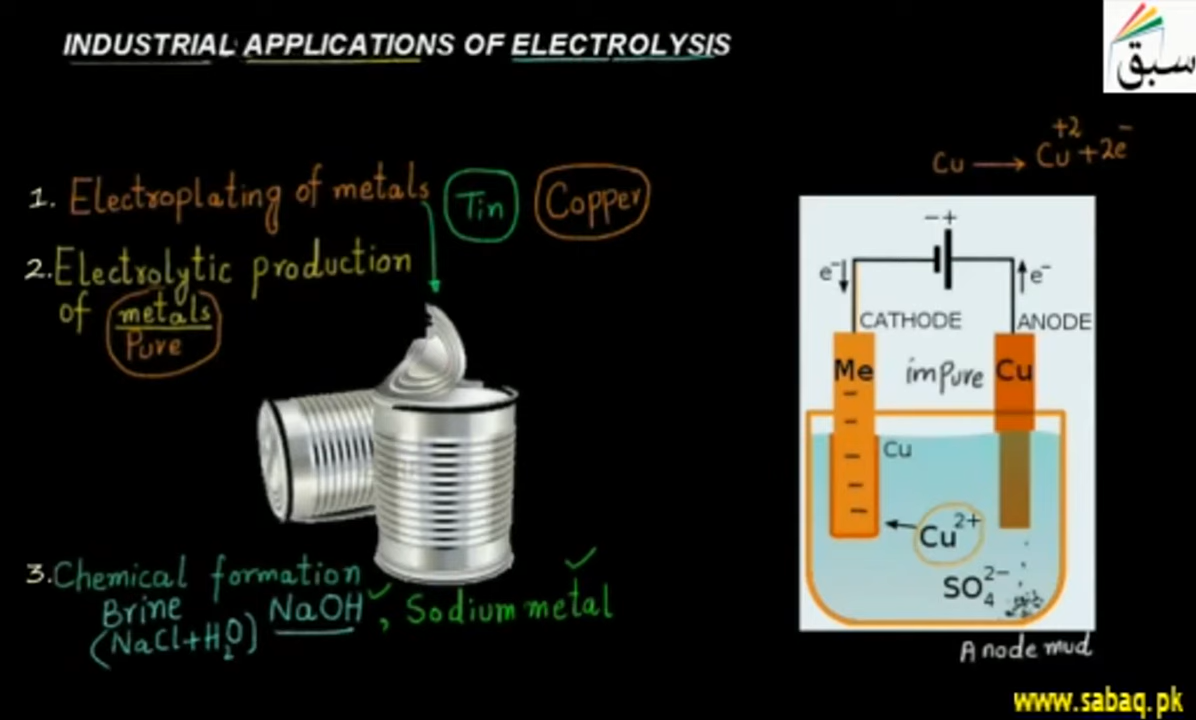 INDUSTRIAL APPLICATIONS OF ELECTROLYSIS
سبق
1. Electroplating of metals Tin Copper
2. Electrolytic production
of metals
Pure
Cu → Cu+2 + 2e-
- +
e- e-
CATHODE ANODE
Me impure Cu
Cu
Cu2+
SO42-
Anode mud
3. Chemical formation
Brine NaOH, Sodium metal
(NaCl+H2O)
www.sabaq.pk